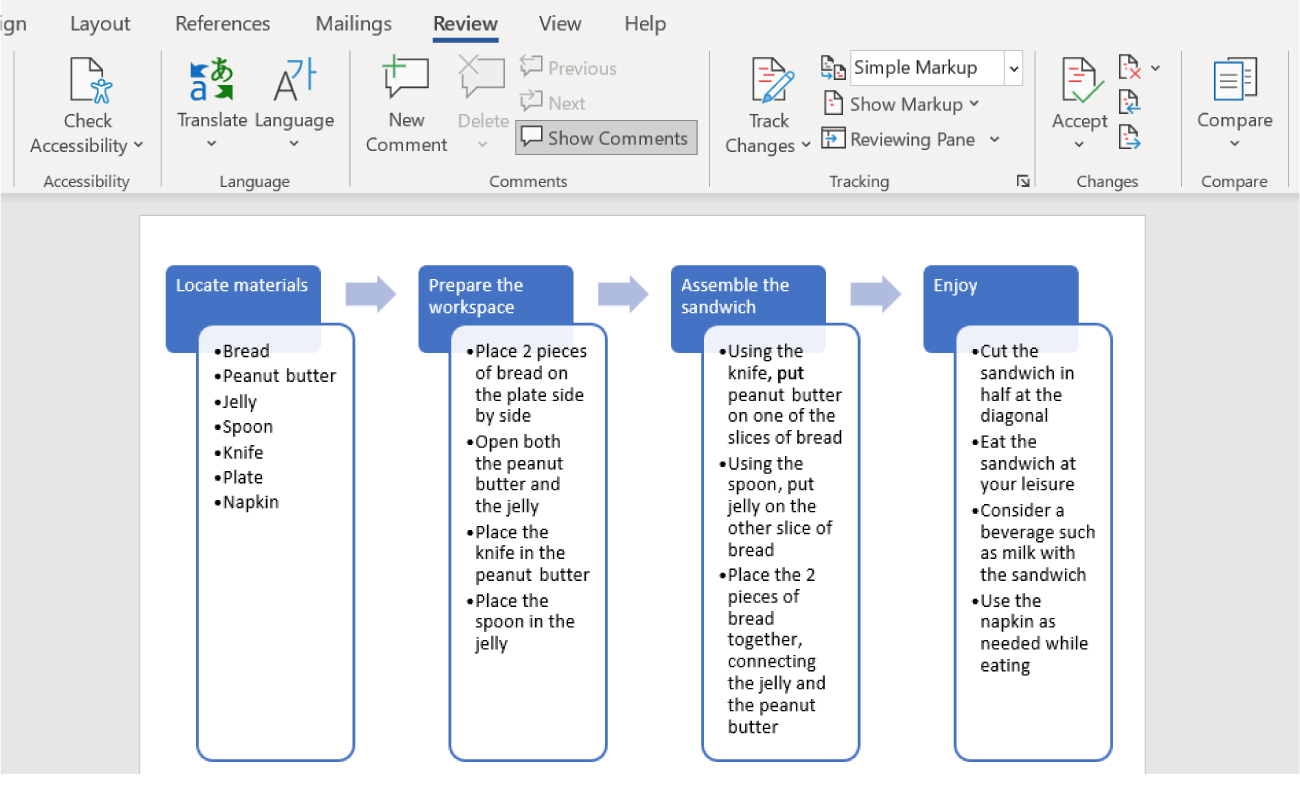 ign Layout References Mailings Review View Help
Check
Accessibility
Accessibility
Translate
Language
Language
New
Comment
Delete
Previous
Next
Show Comments
Comments
Track
Changes
Simple Markup
Show Markup
Reviewing Pane
Tracking
Accept
Changes
Compare
Compare
Locate materials
•Bread
•Peanut butter
•Jelly
•Spoon
•Knife
•Plate
•Napkin
Prepare the
workspace
•Place 2 pieces
of bread on
the plate side
by side
•Open both
the peanut
butter and
the jelly
•Place the
knife in the
peanut butter
•Place the
spoon in the
jelly
Assemble the
sandwich
•Using the
knife, put
peanut butter
on one of the
slices of bread
•Using the
spoon, put
jelly on the
other slice of
bread
•Place the 2
pieces of
bread
together,
connecting
the jelly and
the peanut
butter
Enjoy
•Cut the
sandwich in
half at the
diagonal
•Eat the
sandwich at
your leisure
•Consider a
beverage such
as milk with
the sandwich
•Use the
napkin as
needed while
eating